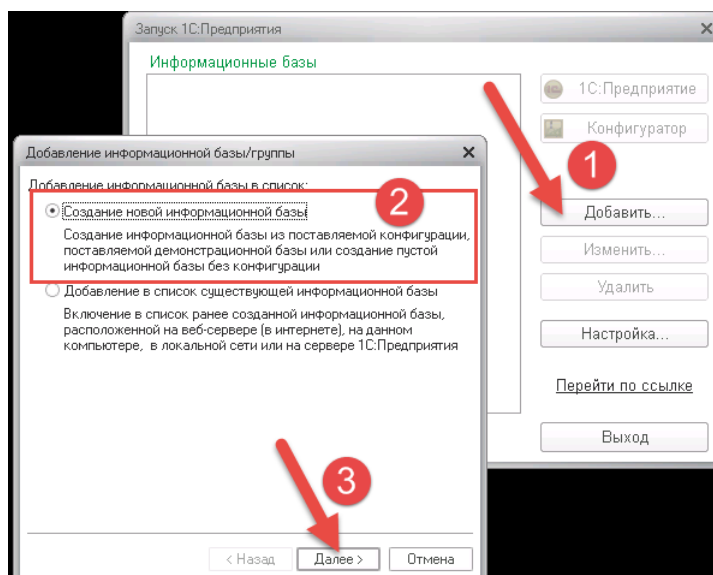 Запуск 1С:Предприятия
Информационные базы
1С:Предприятие
Конфигуратор
1
Добавить...
Изменить...
Удалить
Настройка...
Перейти по ссылке
Выход
Добавление информационной базы/группы
Добавление информационной базы в список:
2
Создание новой информационной базы
Создание информационной базы из поставляемой конфигурации,
поставляемой демонстрационной базы или создание пустой
информационной базы без конфигурации
Добавление в список существующей информационной базы
Включение в список ранее созданной информационной базы,
расположенной на веб-сервере (в интернете), на данном
компьютере, в локальной сети или на сервере 1С:Предприятия
3
< Назад
Далее >
Отмена